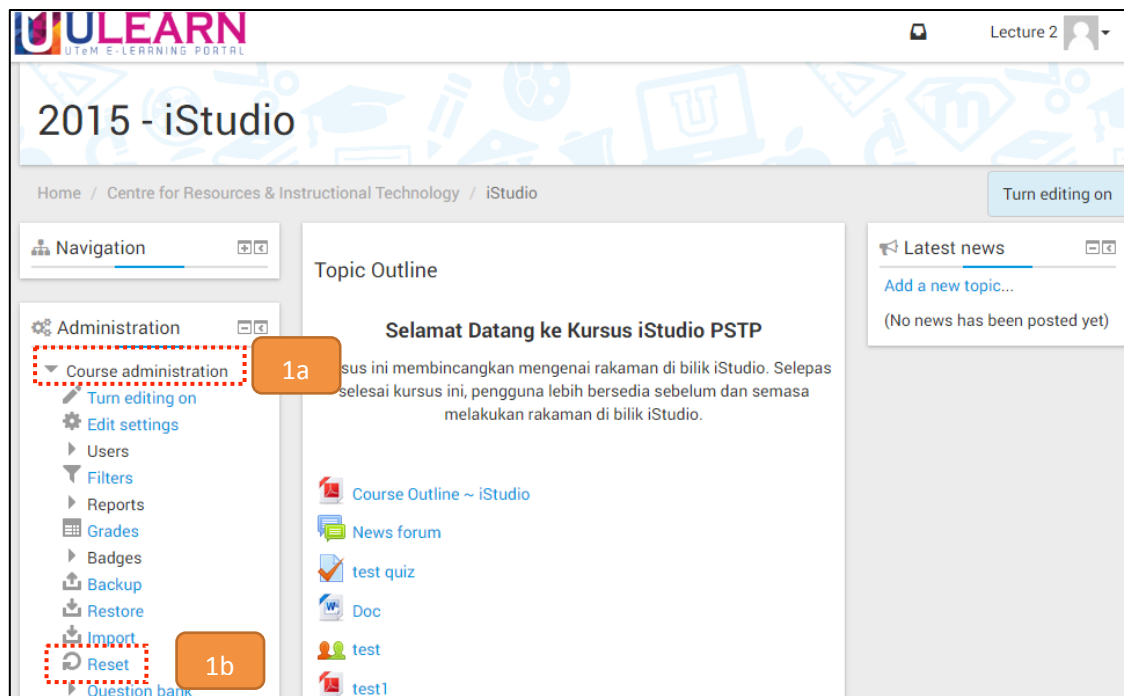 ULEARN
UTeM E-LEARNING PORTAL
Lecture 2
2015 - iStudio
Home / Centre for Resources & Instructional Technology / iStudio
Turn editing on
Navigation
Administration
Course administration
1a
Turn editing on
Edit settings
Users
Filters
Reports
Grades
Badges
Backup
Restore
Import
Reset
1b
Question bank
Topic Outline
Selamat Datang ke Kursus iStudio PSTP
sus ini membincangkan mengenai rakaman di bilik iStudio. Selepas
selesai kursus ini, pengguna lebih bersedia sebelum dan semasa
melakukan rakaman di bilik iStudio.
Course Outline ~ iStudio
News forum
test quiz
Doc
test
test1
Latest news
Add a new topic...
(No news has been posted yet)